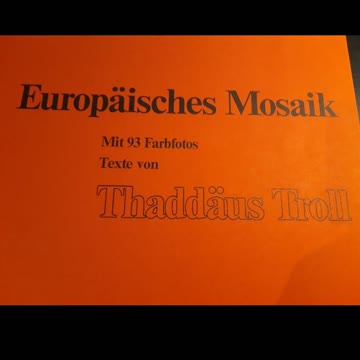 Europäisches Mosaik
Mit 93 Farbfotos
Texte von
Thaddäus Troll